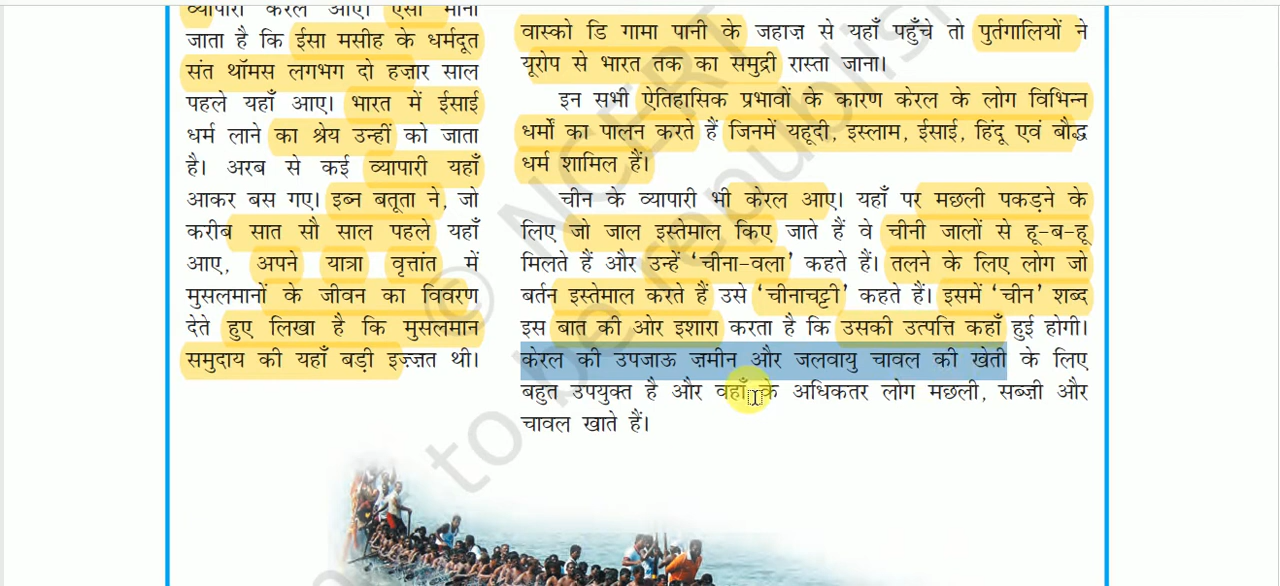 व्यापारी करल आए। ऐसा माना
जाता है कि ईसा मसीह के धर्मदूत
संत थॉमस लगभग दो हज़ार साल
पहले यहाँ आए। भारत में ईसाई
धर्म लाने का श्रेय उन्हीं को जाता
है। अरब से कई व्यापारी यहाँ
आकर बस गए। इब्न बतूता ने, जो
करीब सात सौ साल पहले यहाँ
आए, अपने यात्रा वृत्तांत में
मुसलमानों के जीवन का विवरण
देते हुए लिखा है कि मुसलमान
समुदाय की यहाँ बड़ी इज़्ज़त थी।
वास्को डि गामा पानी के जहाज़ से यहाँ पहुँचे तो पुर्तगालियों ने
यूरोप से भारत तक का समुद्री रास्ता जाना।
इन सभी ऐतिहासिक प्रभावों के कारण केरल के लोग विभिन्न
धर्मों का पालन करते हैं जिनमें यहूदी, इस्लाम, ईसाई, हिंदू एवं बौद्ध
धर्म शामिल हैं।
चीन के व्यापारी भी केरल आए। यहाँ पर मछली पकड़ने के
लिए जो जाल इस्तेमाल किए जाते हैं वे चीनी जालों से हू-ब-हू
मिलते हैं और उन्हें ‘चीना-वला’ कहते हैं। तलने के लिए लोग जो
बर्तन इस्तेमाल करते हैं उसे ‘चीनाचट्टी’ कहते हैं। इसमें ‘चीन’ शब्द
इस बात की ओर इशारा करता है कि उसकी उत्पत्ति कहाँ हुई होगी।
केरल की उपजाऊ ज़मीन और जलवायु चावल की खेती के लिए
बहुत उपयुक्त है और वहाँ के अधिकतर लोग मछली, सब्ज़ी और
चावल खाते हैं।
© NCERT
to be republish